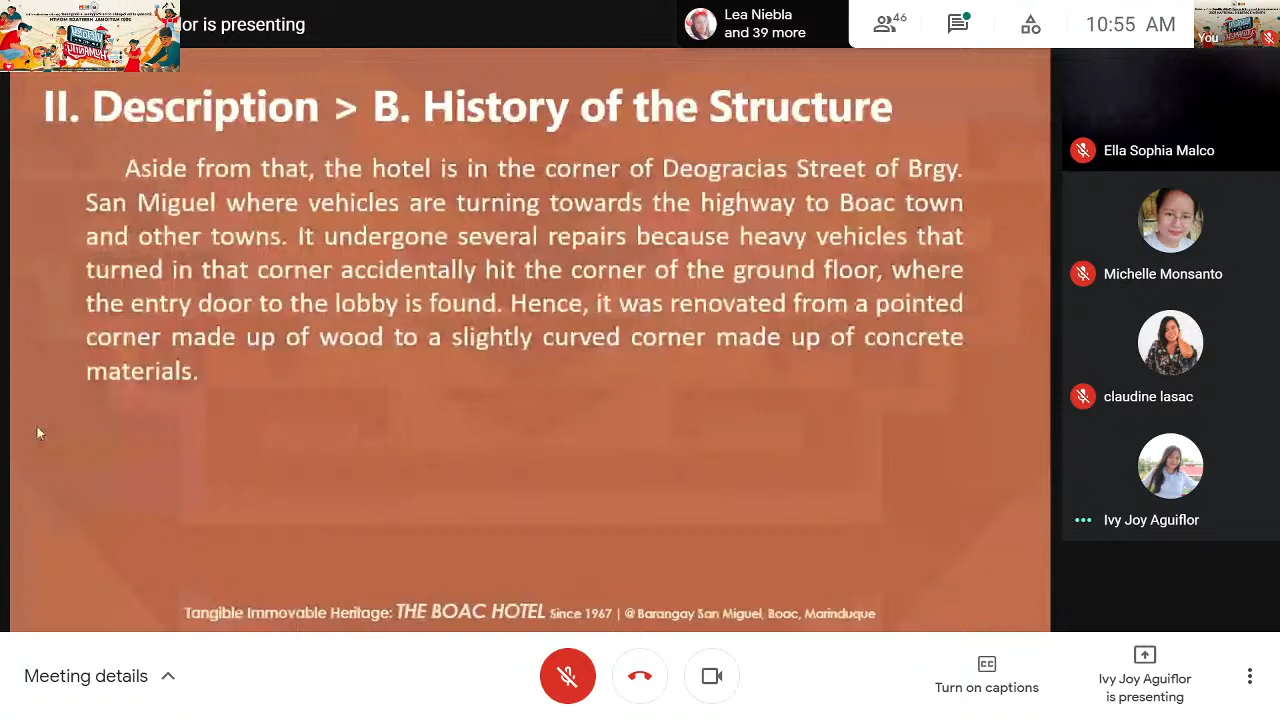 or is presenting
Lea Niebla
and 39 more
46
10:55 AM
You
II. Description > B. History of the Structure
Aside from that, the hotel is in the corner of Deogracias Street of Brgy.
San Miguel where vehicles are turning towards the highway to Boac town
and other towns. It undergone several repairs because heavy vehicles that
turned in that corner accidentally hit the corner of the ground floor, where
the entry door to the lobby is found. Hence, it was renovated from a pointed
corner made up of wood to a slightly curved corner made up of concrete
materials.
Tangible Immovable Heritage: THE BOAC HOTEL Since 1967 | @ Barangay San Miguel, Boac, Marinduque
Ella Sophia Malco
Michelle Monsanto
claudine lasac
Ivy Joy Aguiflor
Meeting details
Turn on captions
Ivy Joy Aguiflor
is presenting